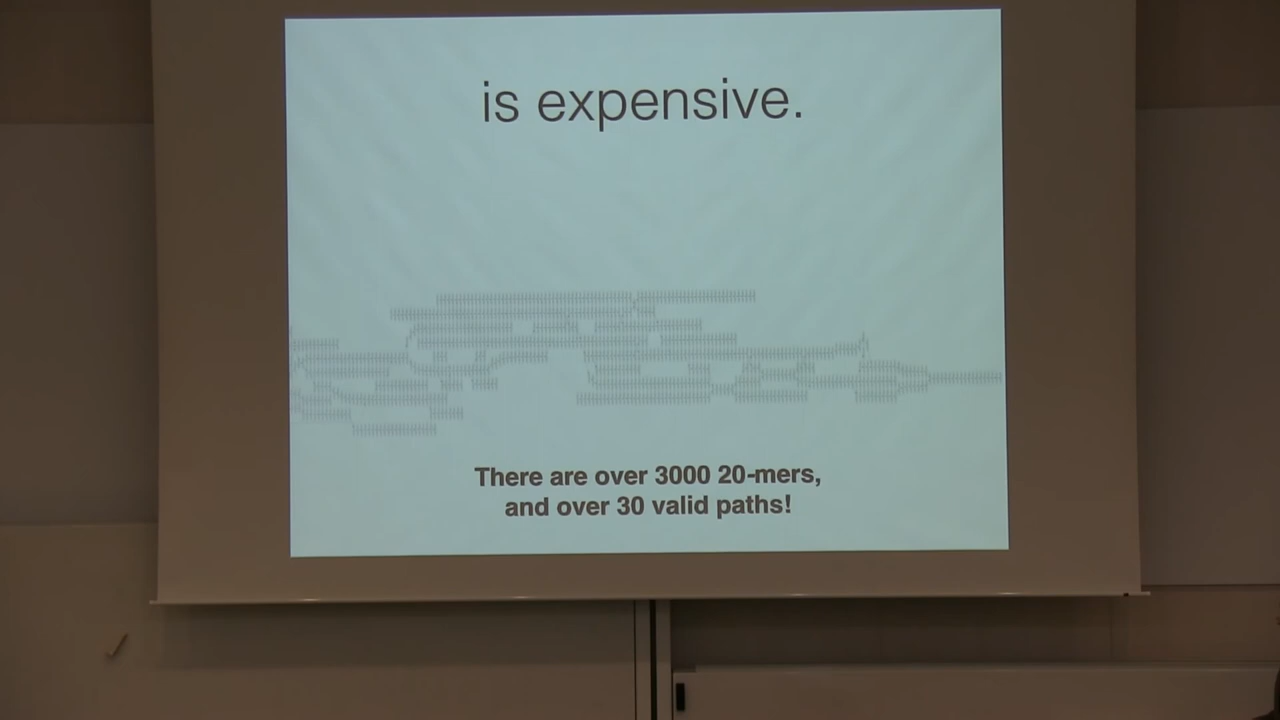 is expensive.
There are over 3000 20-mers,
and over 30 valid paths!